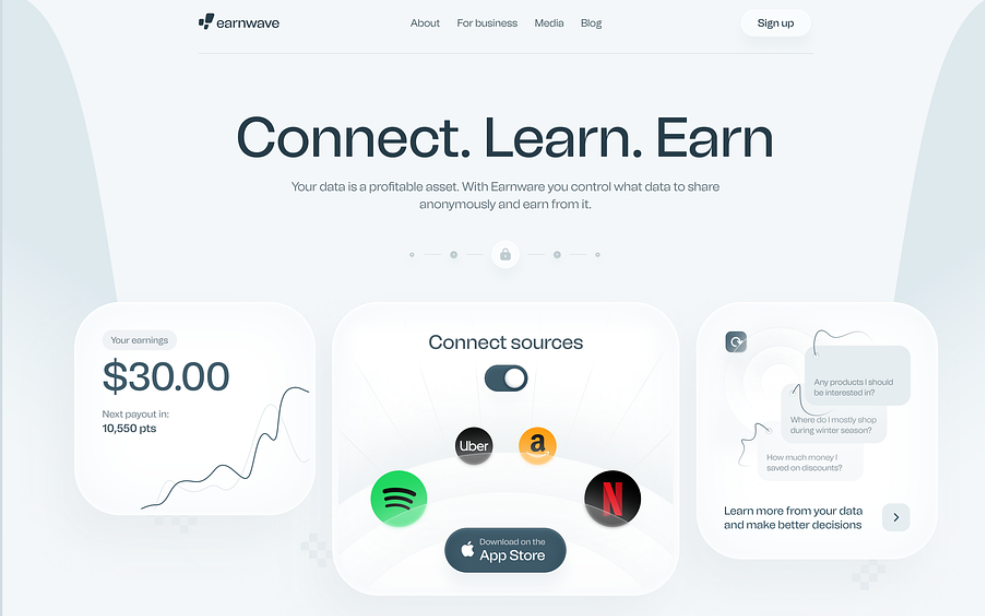 earnwave
About
For business
Media
Blog
Sign up
Connect. Learn. Earn
Your data is a profitable asset. With Earnware you control what data to share
anonymously and earn from it.
Your earnings
$30.00
Next payout in:
10,550 pts
Connect sources
Uber
a
N
Download on the
App Store
Any products I should
be interested in?
Where do I mostly shop
during winter season?
How much money I
saved on discounts?
Learn more from your data
and make better decisions